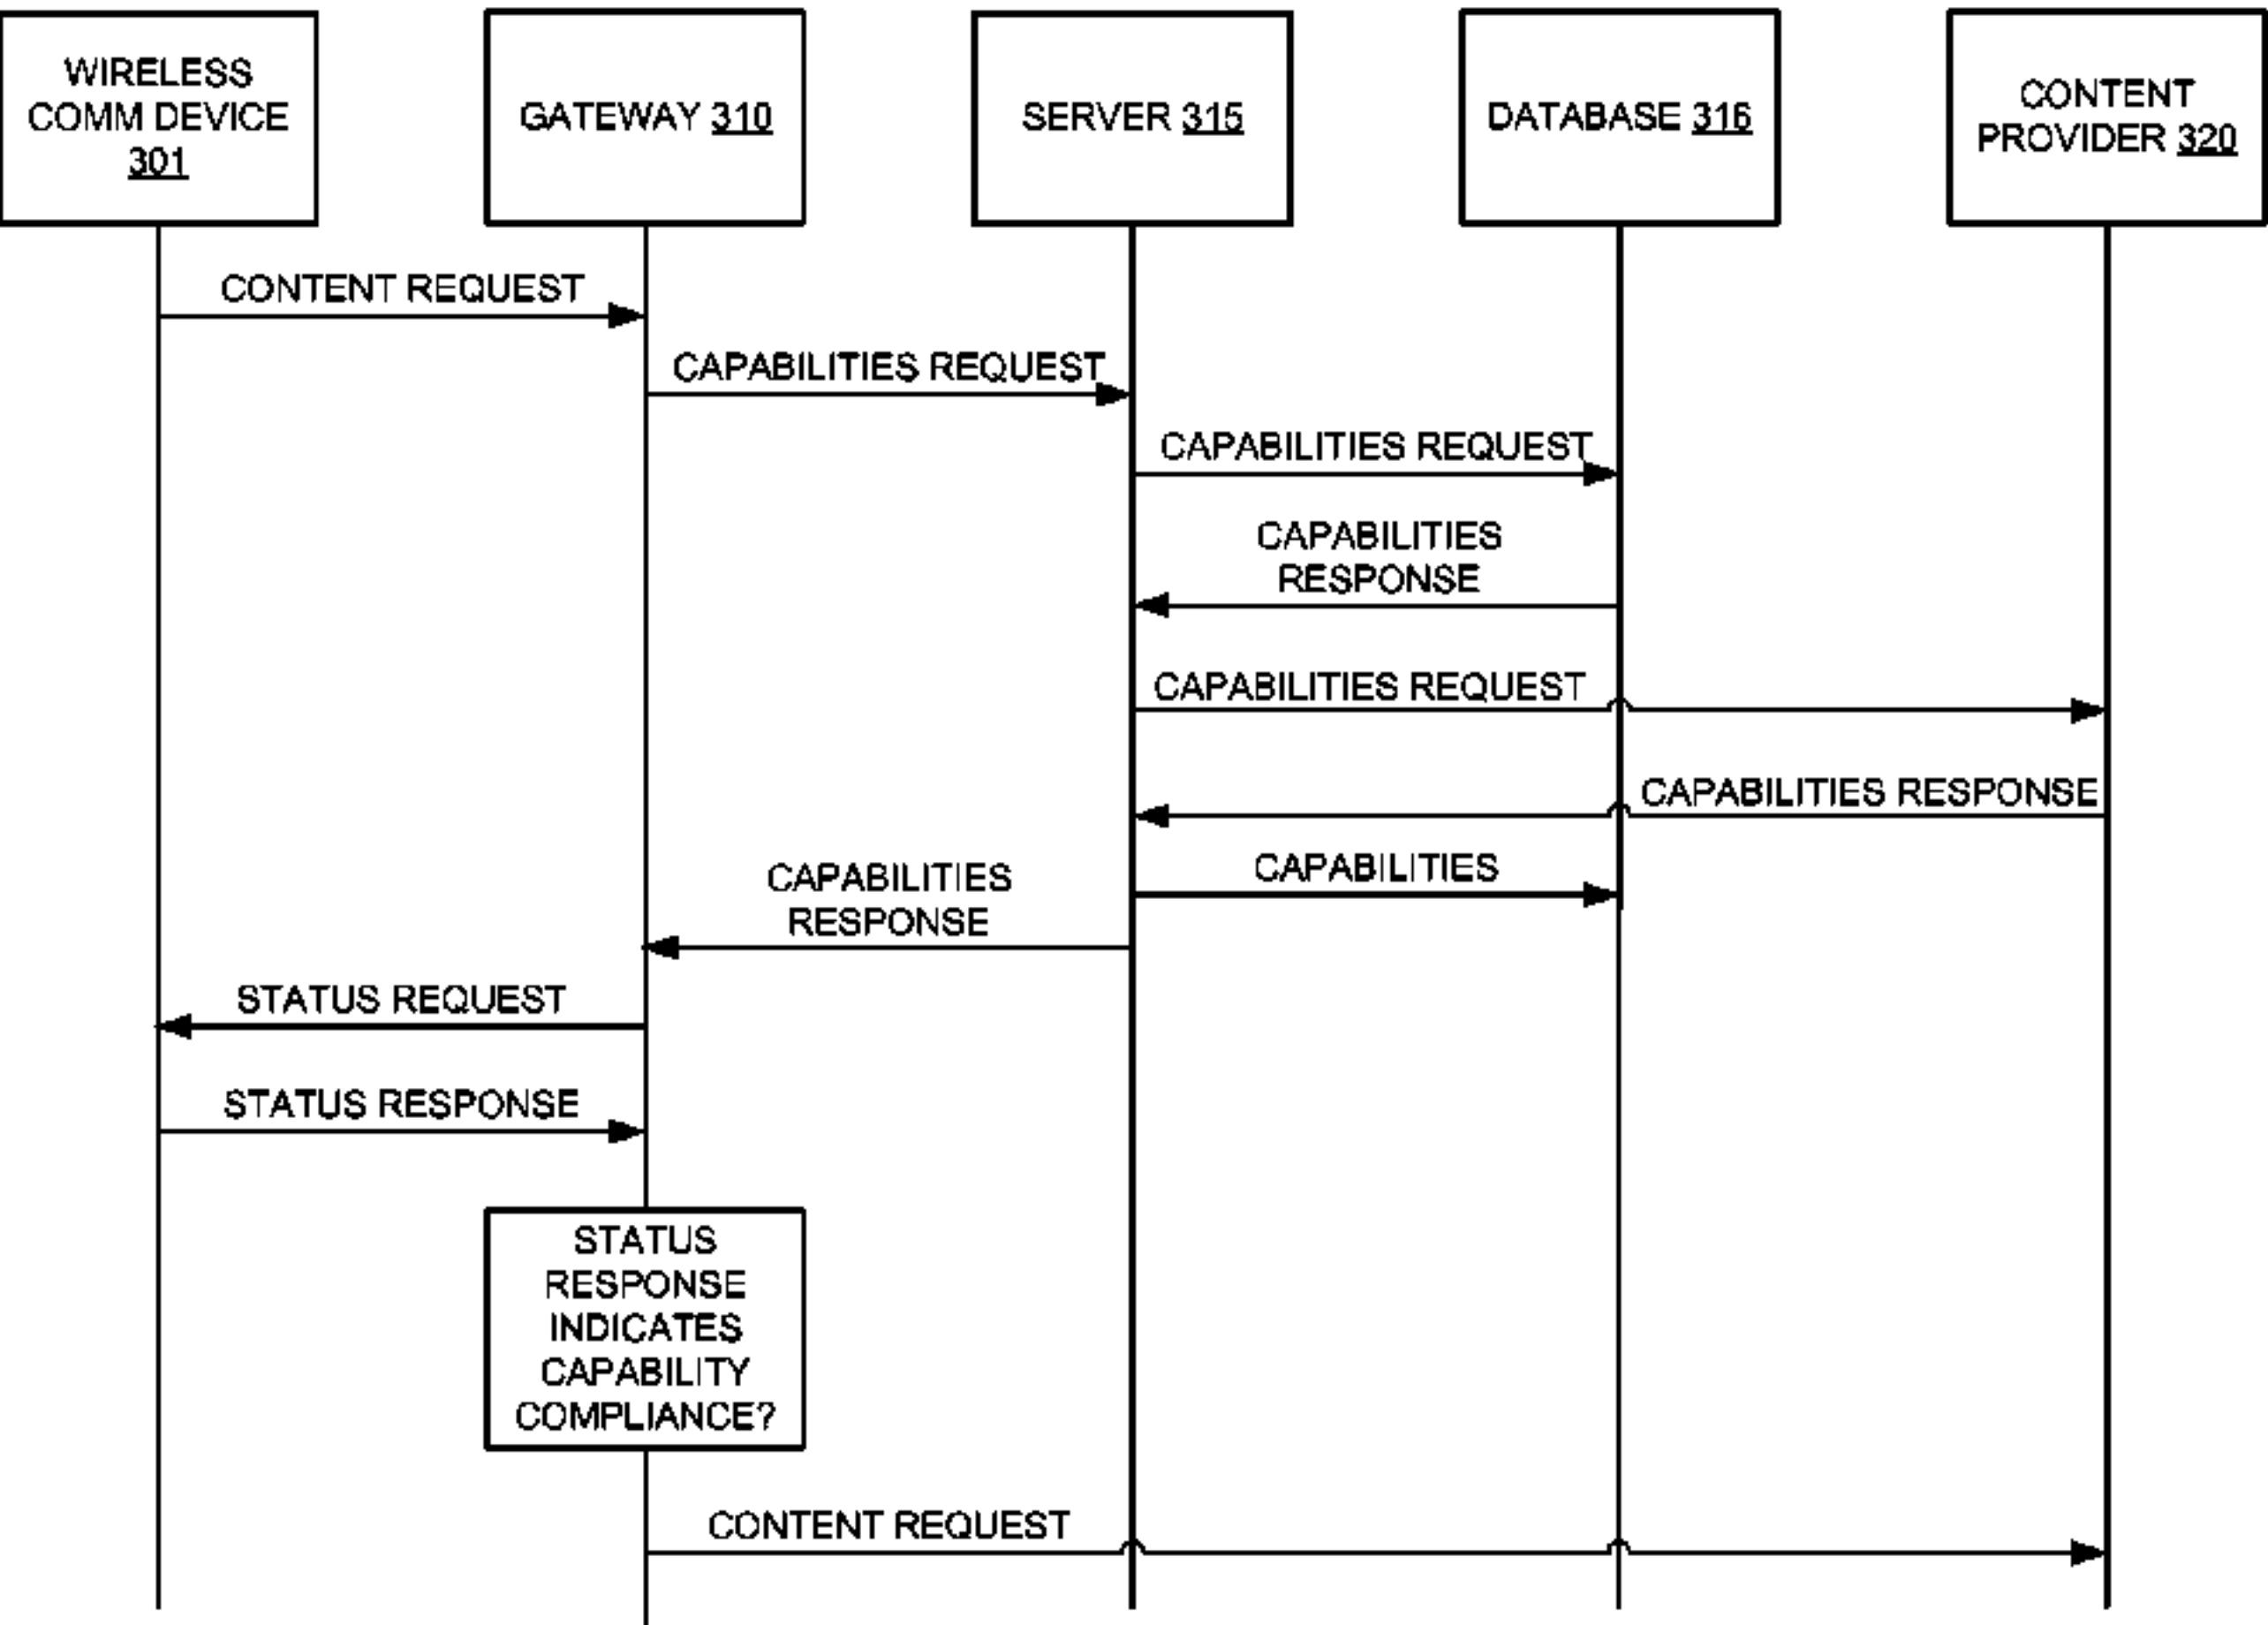 WIRELESS
COMM DEVICE
301
GATEWAY 310
SERVER 315
DATABASE 316
CONTENT
PROVIDER 320
CONTENT REQUEST
CAPABILITIES REQUEST
CAPABILITIES REQUEST
CAPABILITIES
RESPONSE
CAPABILITIES REQUEST
CAPABILITIES RESPONSE
CAPABILITIES
CAPABILITIES
RESPONSE
STATUS REQUEST
STATUS RESPONSE
STATUS
RESPONSE
INDICATES
CAPABILITY
COMPLIANCE?
CONTENT REQUEST